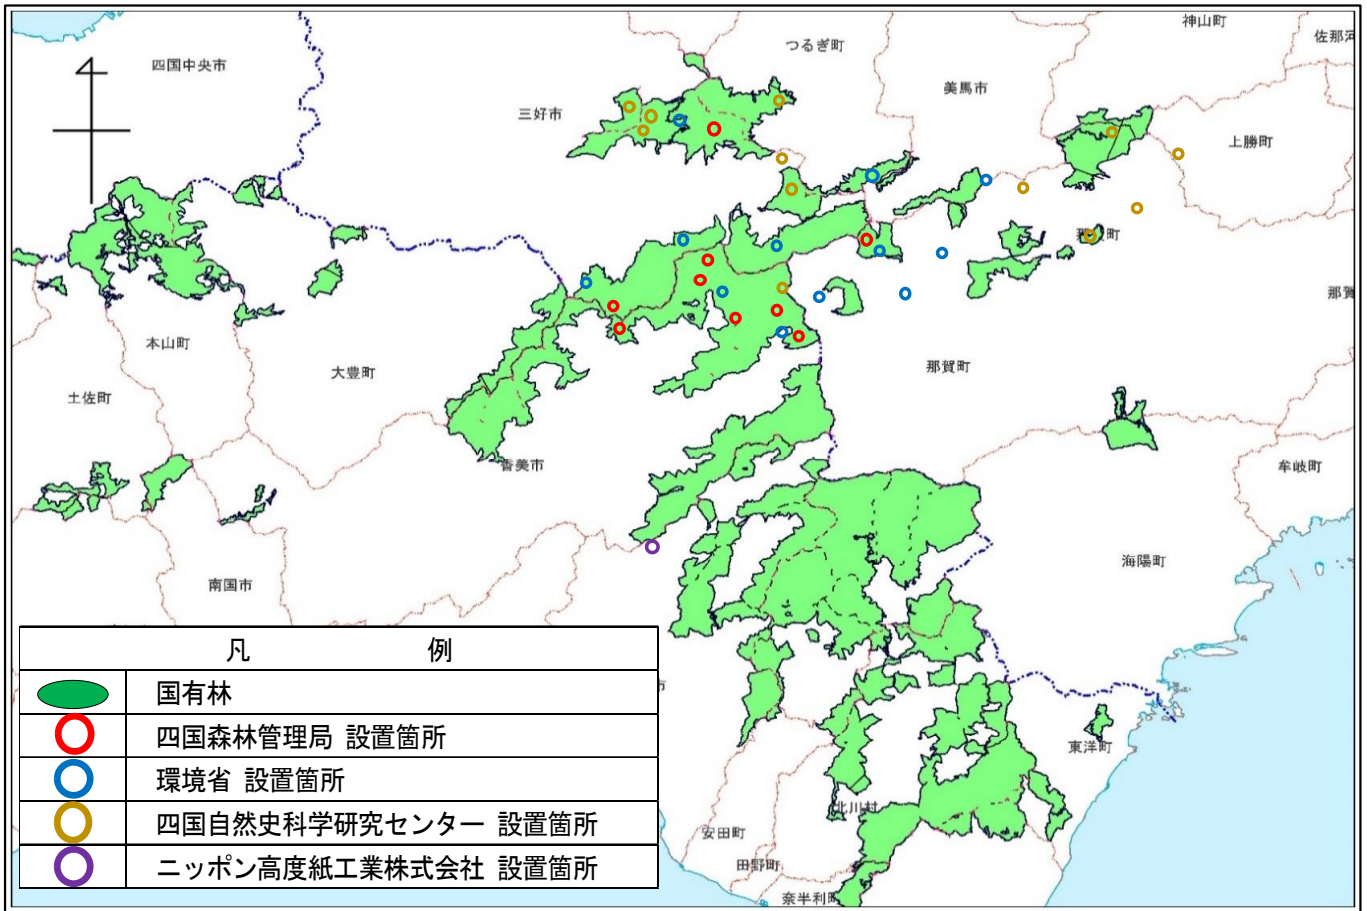 神山町
佐那河
つるぎ町
四国中央市
美馬市
三好市
上勝町
町
那賀
本山町
大豊町
那賀町
土佐町
香美市
牟岐町
海陽町
南国市
凡 例
国有林
四国森林管理局 設置箇所
環境省 設置箇所
四国自然史科学研究センター 設置箇所
ニッポン高度紙工業株式会社 設置箇所
市
東洋町
北川村
安田町
田野町
奈半利町